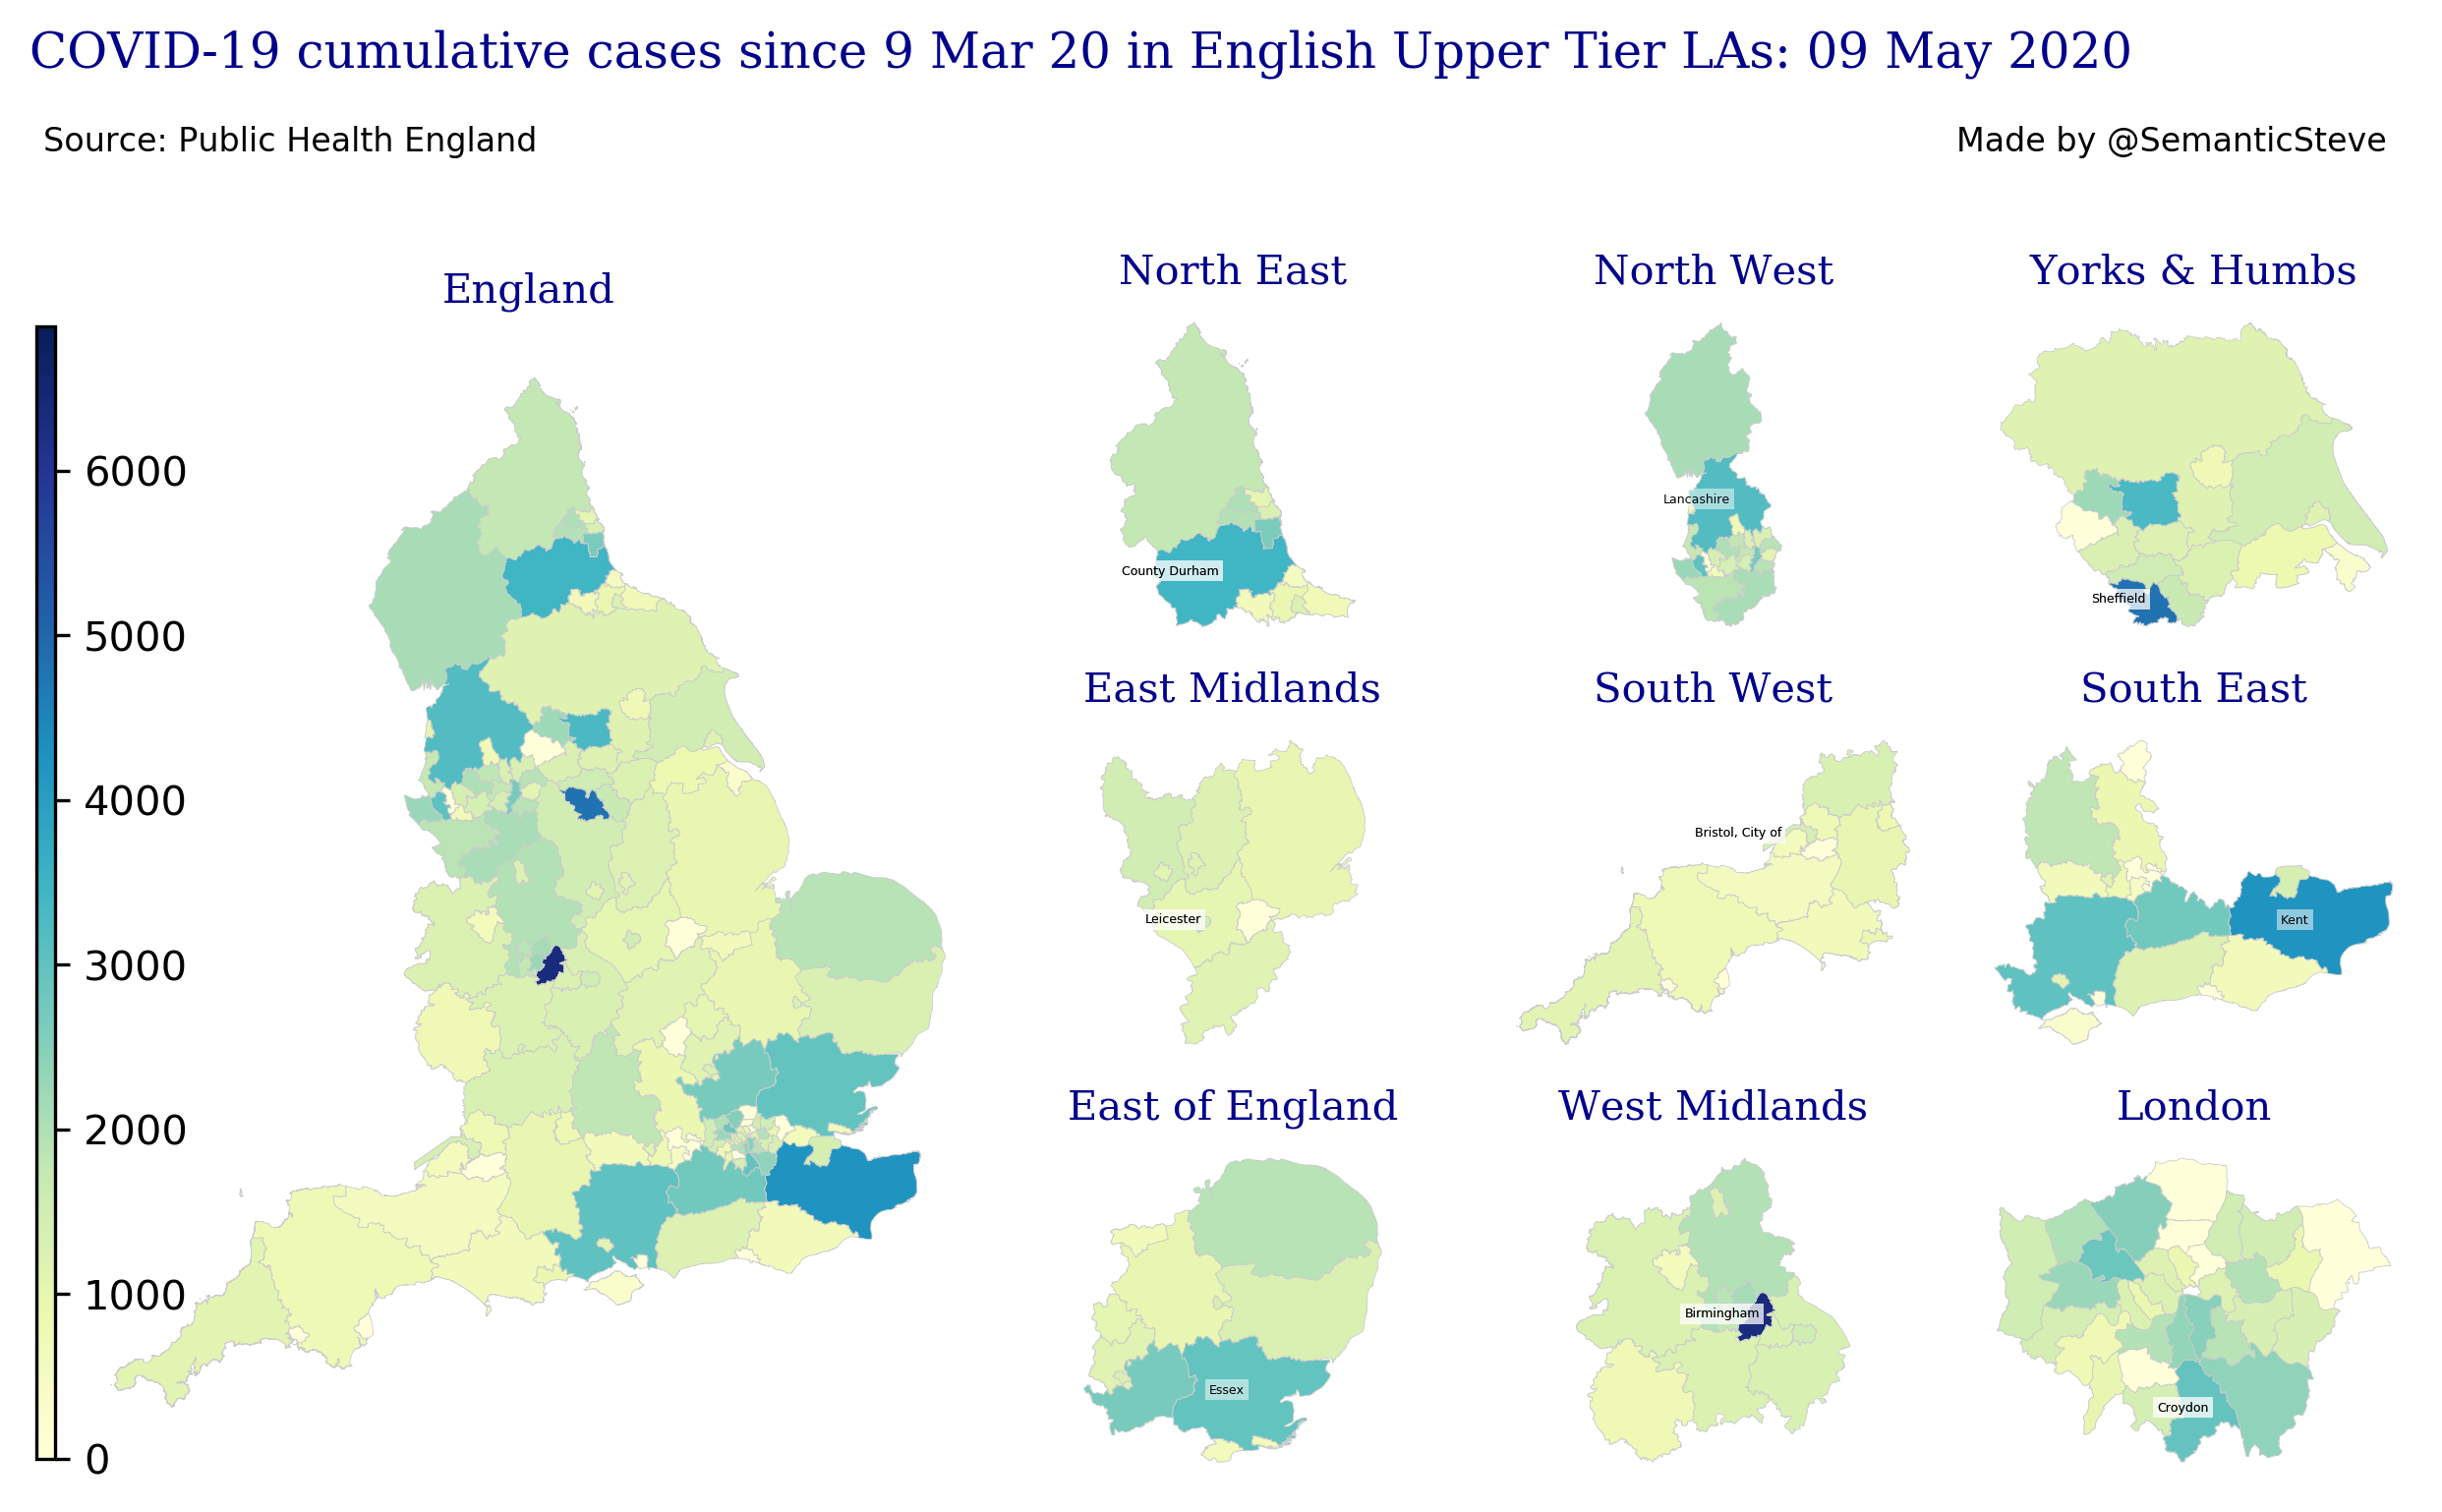 COVID-19 cumulative cases since 9 Mar 20 in English Upper Tier LAs: 09 May 2020
Source: Public Health England
Made by @SemanticSteve
England
6000
5000
4000
3000
2000
1000
0
North East
County Durham
North West
Lancashire
Yorks & Humbs
Sheffield
East Midlands
Leicester
South West
Bristol, City of
South East
Kent
East of England
Essex
West Midlands
Birmingham
London
Croydon